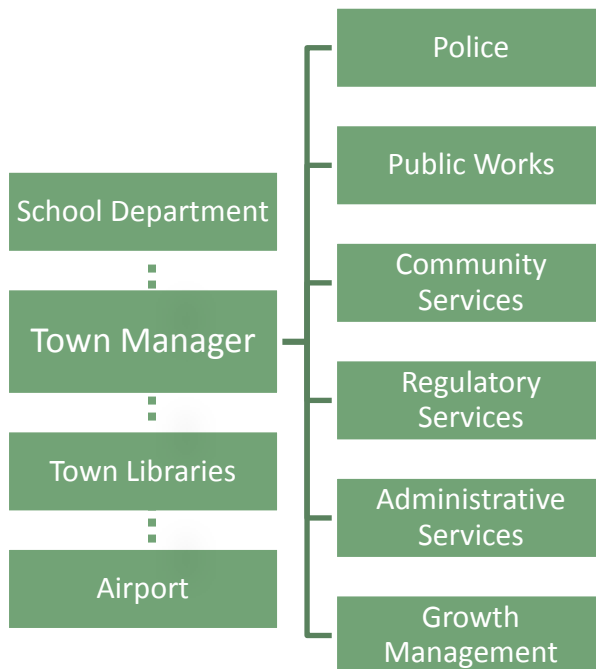 School Department
Town Manager
Town Libraries
Airport
Police
Public Works
Community
Services
Regulatory
Services
Administrative
Services
Growth
Management